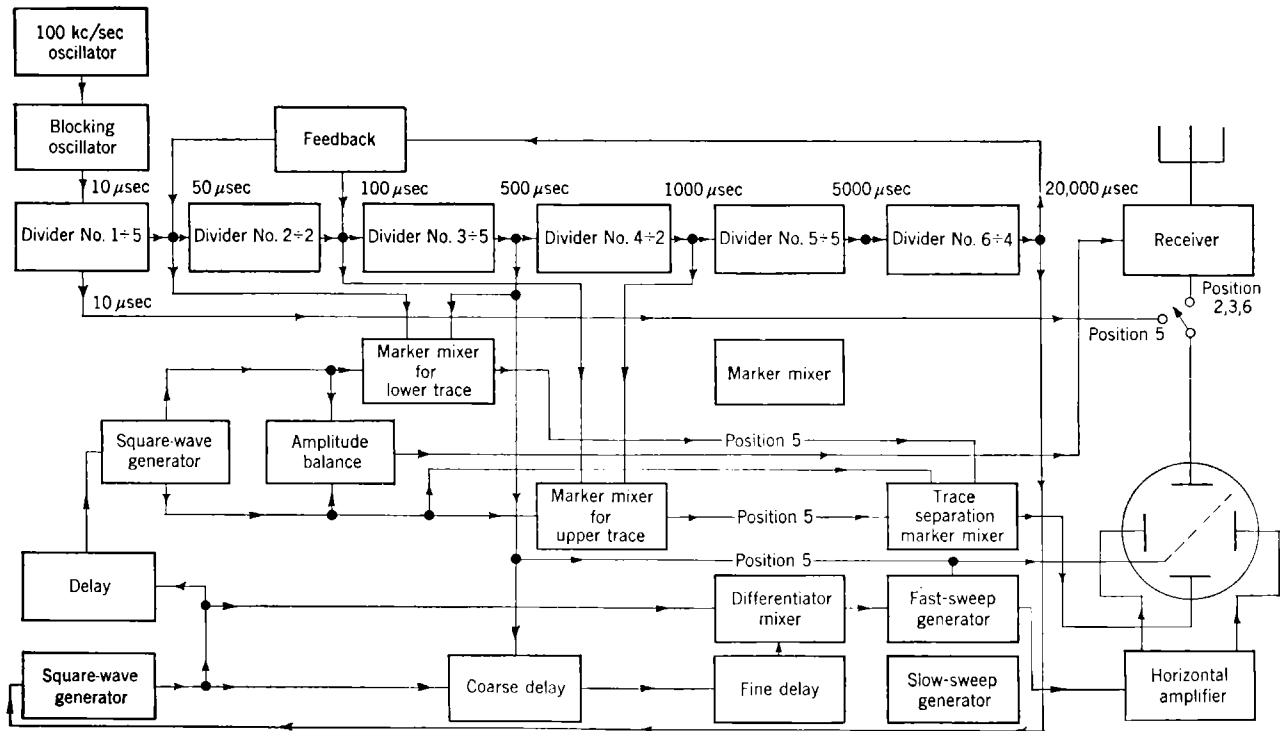 100 kc/sec
oscillator
Blocking
oscillator
Feedback
10 μsec
50 μsec
100 μsec
500 μsec
1000 μsec
5000 μsec
20,000 μsec
Divider No. 1÷5
Divider No. 2÷2
Divider No. 3÷5
Divider No. 4÷2
Divider No. 5÷5
Divider No. 6÷4
Receiver
10 μsec
Position
2,3,6
Position 5
Marker mixer
for
lower trace
Marker mixer
Square-wave
generator
Amplitude
balance
Position 5
Marker mixer
for
upper trace
Position 5
Trace
separation
marker mixer
Position 5
Delay
Differentiator
mixer
Fast-sweep
generator
Square-wave
generator
Coarse delay
Fine delay
Slow-sweep
generator
Horizontal
amplifier